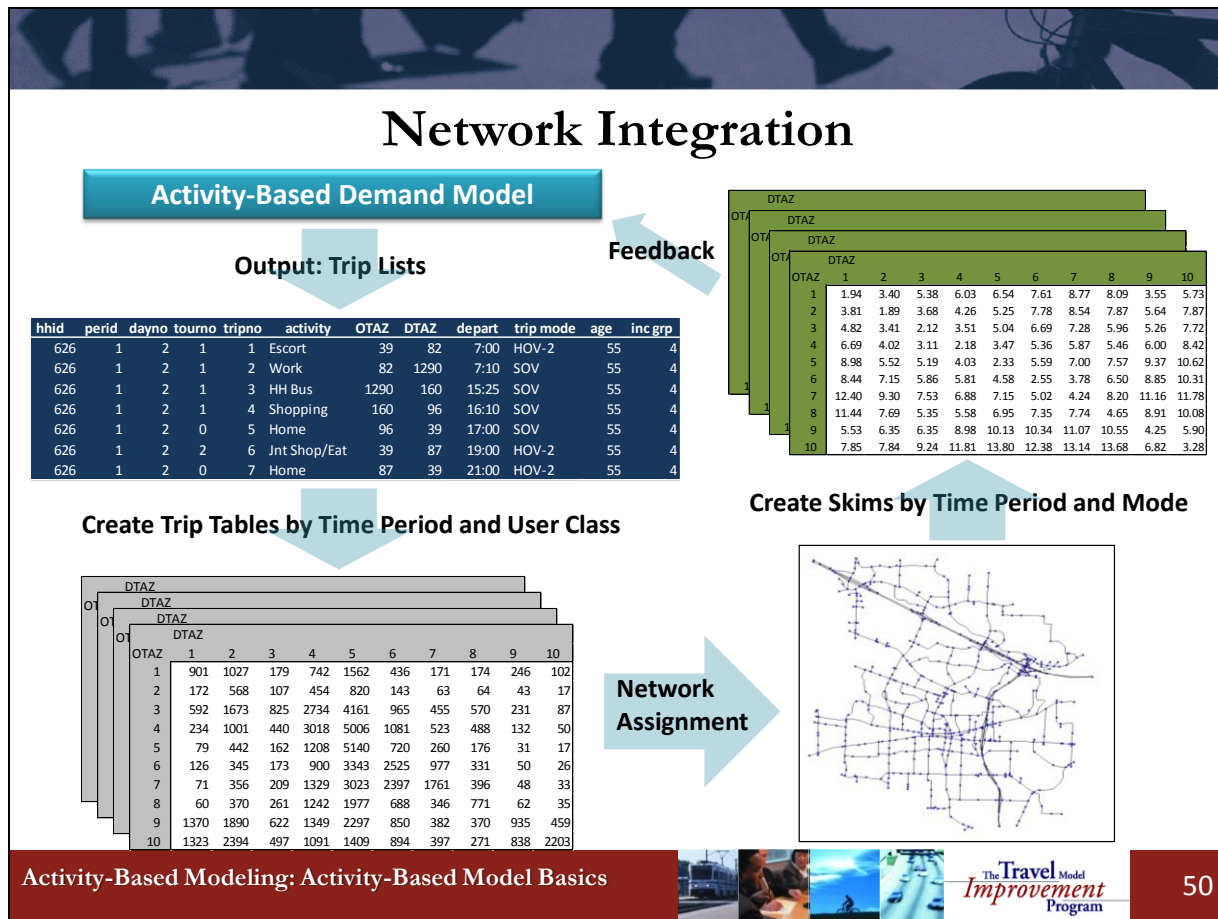 Network Integration
Activity-Based Demand Model
Output: Trip Lists
Feedback
hhid perid dayno tourno tripno activity OTAZ DTAZ depart trip mode age inc grp
626 1 2 1 1 Escort 39 82 7:00 HOV-2 55 4
626 1 2 1 2 Work 82 1290 7:10 SOV 55 4
626 1 2 1 3 HH Bus 1290 160 15:25 SOV 55 4
626 1 2 1 4 Shopping 160 96 16:10 SOV 55 4
626 1 2 0 5 Home 96 39 17:00 SOV 55 4
626 1 2 2 6 Jnt Shop/Eat 39 87 19:00 HOV-2 55 4
626 1 2 0 7 Home 87 39 21:00 HOV-2 55 4
DTAZ
OTA
DTAZ
OTA
DTAZ
OTA
DTAZ
OTAZ 1 2 3 4 5 6 7 8 9 10
1 1.94 3.40 5.38 6.03 6.54 7.61 8.77 8.09 3.55 5.73
2 3.81 1.89 3.68 4.26 5.25 7.78 8.54 7.87 5.64 7.87
3 4.82 3.41 2.12 3.51 5.04 6.69 7.28 5.96 5.26 7.72
4 6.69 4.02 3.11 2.18 3.47 5.36 5.87 5.46 6.00 8.42
5 8.98 5.52 5.19 4.03 2.33 5.59 7.00 7.57 9.37 10.62
6 8.44 7.15 5.86 5.81 4.58 2.55 3.78 6.50 8.85 10.31
7 12.40 9.30 7.53 6.88 7.15 5.02 4.24 8.20 11.16 11.78
8 11.44 7.69 5.35 5.58 6.95 7.35 7.74 4.65 8.91 10.08
9 5.53 6.35 6.35 8.98 10.13 10.34 11.07 10.55 4.25 5.90
10 7.85 7.84 9.24 11.81 13.80 12.38 13.14 13.68 6.82 3.28
Create Trip Tables by Time Period and User Class
Create Skims by Time Period and Mode
DTAZ
OT
DTAZ
OT
DTAZ
OT
DTAZ
OTAZ 1 2 3 4 5 6 7 8 9 10
1 901 1027 179 742 1562 436 171 174 246 102
2 172 568 107 454 820 143 63 64 43 17
3 592 1673 825 2734 4161 965 455 570 231 87
4 234 1001 440 3018 5006 1081 523 488 132 50
5 79 442 162 1208 5140 720 260 176 31 17
6 126 345 173 900 3343 2525 977 331 50 26
7 71 356 209 1329 3023 2397 1761 396 48 33
8 60 370 261 1242 1977 688 346 771 62 35
9 1370 1890 622 1349 2297 850 382 370 935 459
10 1323 2394 497 1091 1409 894 397 271 838 2203
Network
Assignment
Activity-Based Modeling: Activity-Based Model Basics
The Travel Model
Improvement
Program
50